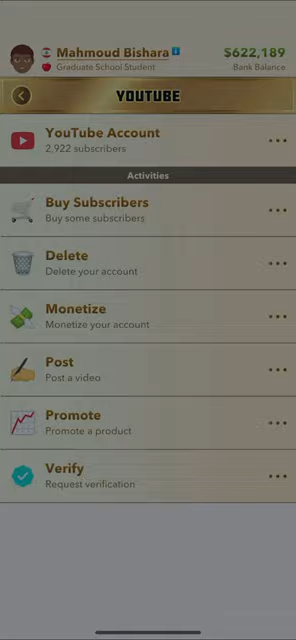 Mahmoud Bishara
$622,189
Graduate School Student
Bank Balance
YOUTUBE
YouTube Account
2,922 subscribers
Activities
Buy Subscribers
Buy some subscribers
Delete
Delete your account
Monetize
Monetize your account
Post
Post a video
Promote
Promote a product
Verify
Request verification